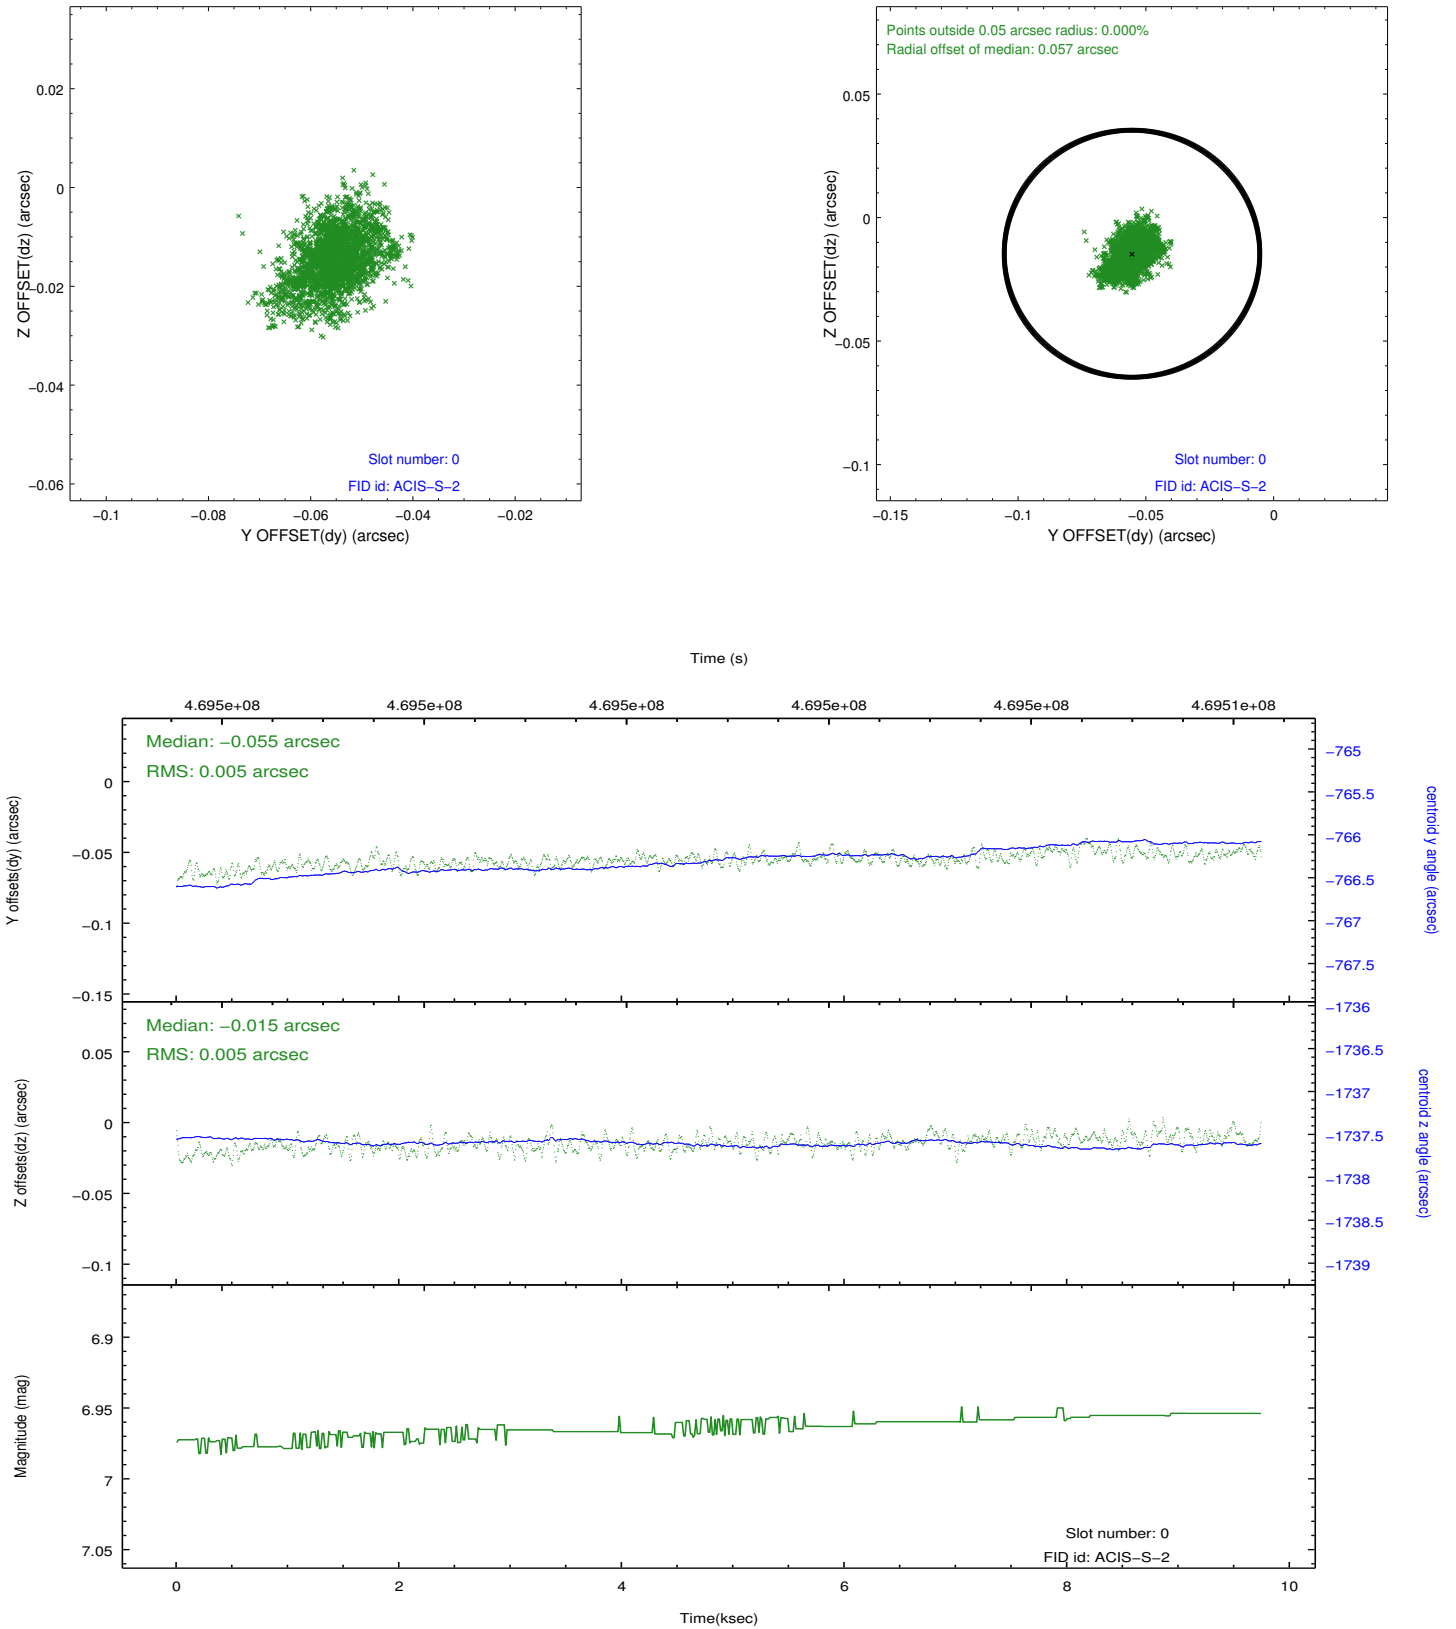 0.02
0
−0.02
−0.04
−0.06
Z OFFSET(dz) (arcsec)
Slot number: 0
FID id: ACIS−S−2
−0.1 −0.08 −0.06 −0.04 −0.02
Y OFFSET(dy) (arcsec)
Points outside 0.05 arcsec radius: 0.000%
Radial offset of median: 0.057 arcsec
0.05
0
−0.05
−0.1
Z OFFSET(dz) (arcsec)
Slot number: 0
FID id: ACIS−S−2
−0.15 −0.1 −0.05 0
Y OFFSET(dy) (arcsec)
Time (s)
4.695e+08 4.695e+08 4.695e+08 4.695e+08 4.695e+08 4.6951e+08
Median: −0.055 arcsec
RMS: 0.005 arcsec
0
−0.05
−0.1
−0.15
Y offsets(dy) (arcsec)
−765
−765.5
−766
−766.5
−767
−767.5
centroid y angle (arcsec)
Median: −0.015 arcsec
RMS: 0.005 arcsec
0.05
0
−0.05
−0.1
Z offsets(dz) (arcsec)
−1736
−1736.5
−1737
−1737.5
−1738
−1738.5
−1739
centroid z angle (arcsec)
6.9
6.95
7
7.05
Magnitude (mag)
Slot number: 0
FID id: ACIS−S−2
0 2 4 6 8 10
Time(ksec)